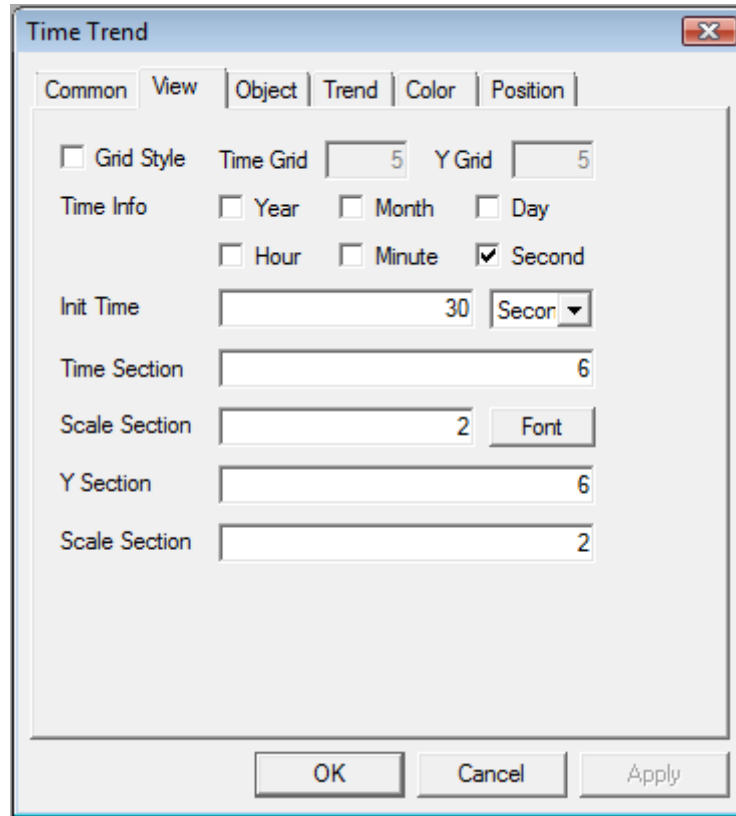 Time Trend
Common View Object Trend Color Position
Grid Style Time Grid 5 Y Grid 5
Time Info Year Month Day
Hour Minute Second
Init Time 30 Secon
Time Section 6
Scale Section 2 Font
Y Section 6
Scale Section 2
OK Cancel Apply